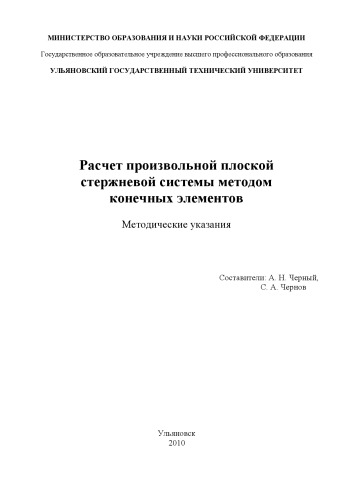 МИНИСТЕРСТВО ОБРАЗОВАНИЯ И НАУКИ РОССИЙСКОЙ ФЕДЕРАЦИИ
Государственное образовательное учреждение высшего профессионального образования
УЛЬЯНОВСКИЙ ГОСУДАРСТВЕННЫЙ ТЕХНИЧЕСКИЙ УНИВЕРСИТЕТ
Расчет произвольной плоской
стержневой системы методом
конечных элементов
Методические указания
Составители: А. Н. Черный,
С. А. Чернов
Ульяновск
2010